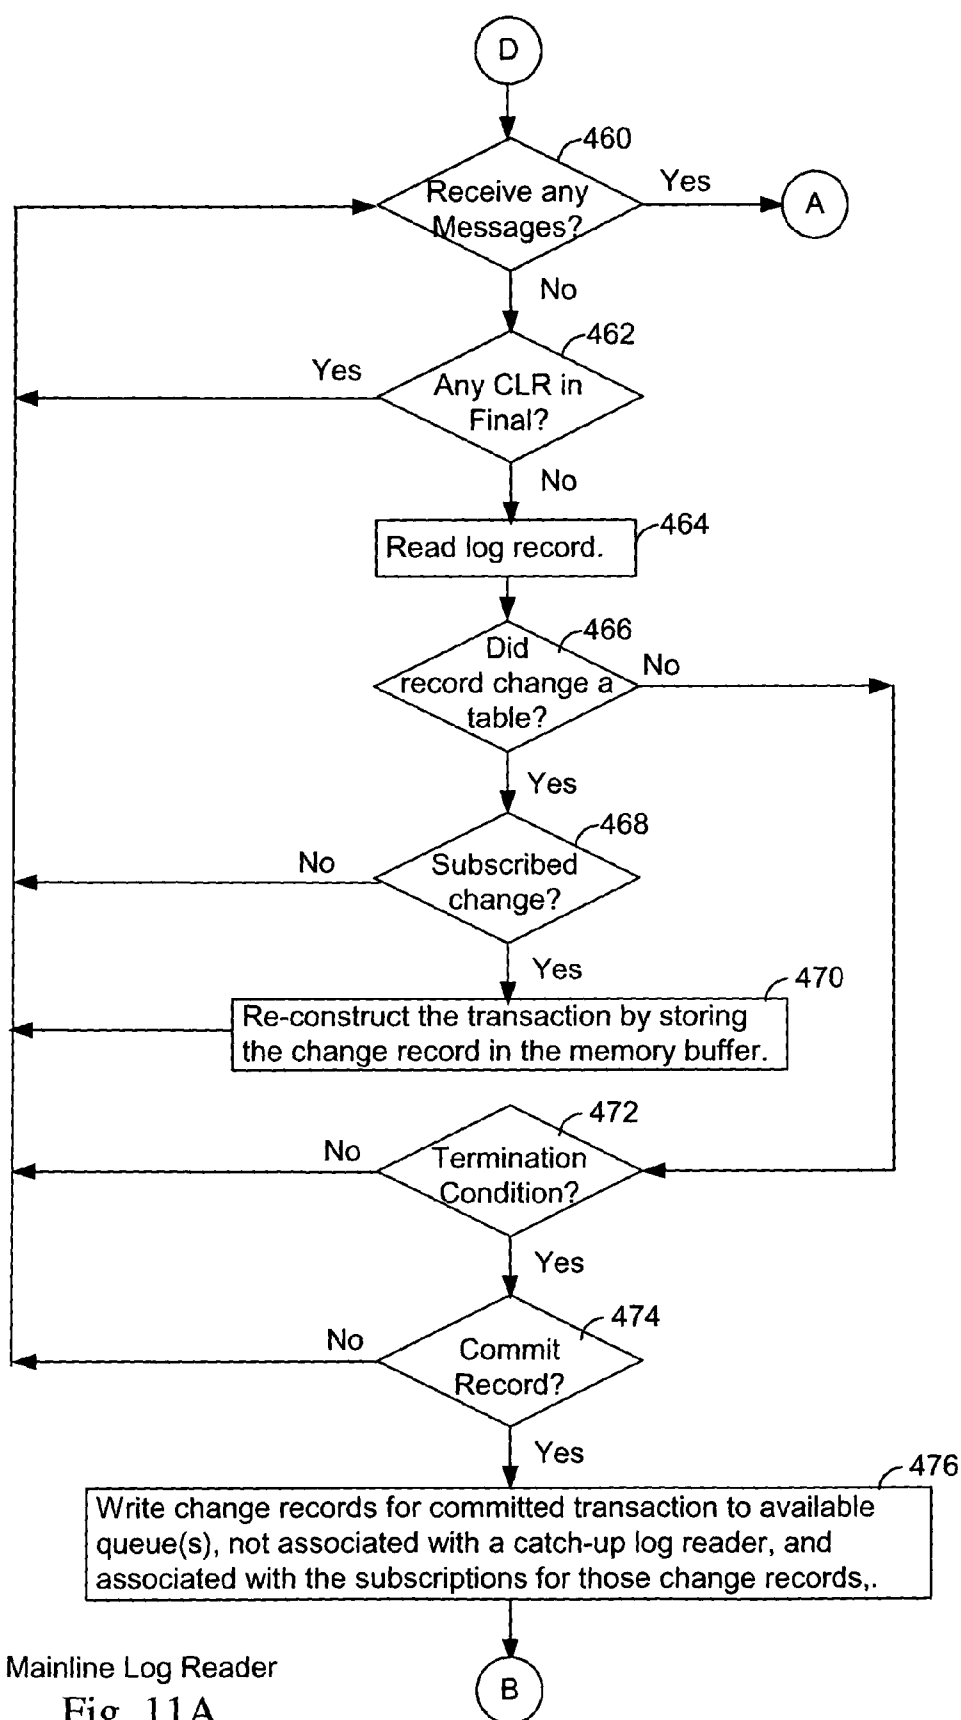 D
460
Receive any
Messages?
Yes
A
No
462
Yes
Any CLR in
Final?
No
Read log record.
464
466
Did
record change a
table?
No
Yes
468
No
Subscribed
change?
Yes
470
Re-construct the transaction by storing
the change record in the memory buffer.
472
No
Termination
Condition?
Yes
474
No
Commit
Record?
Yes
476
Write change records for committed transaction to available
queue(s), not associated with a catch-up log reader, and
associated with the subscriptions for those change records,.
Mainline Log Reader
Fig. 11A
B